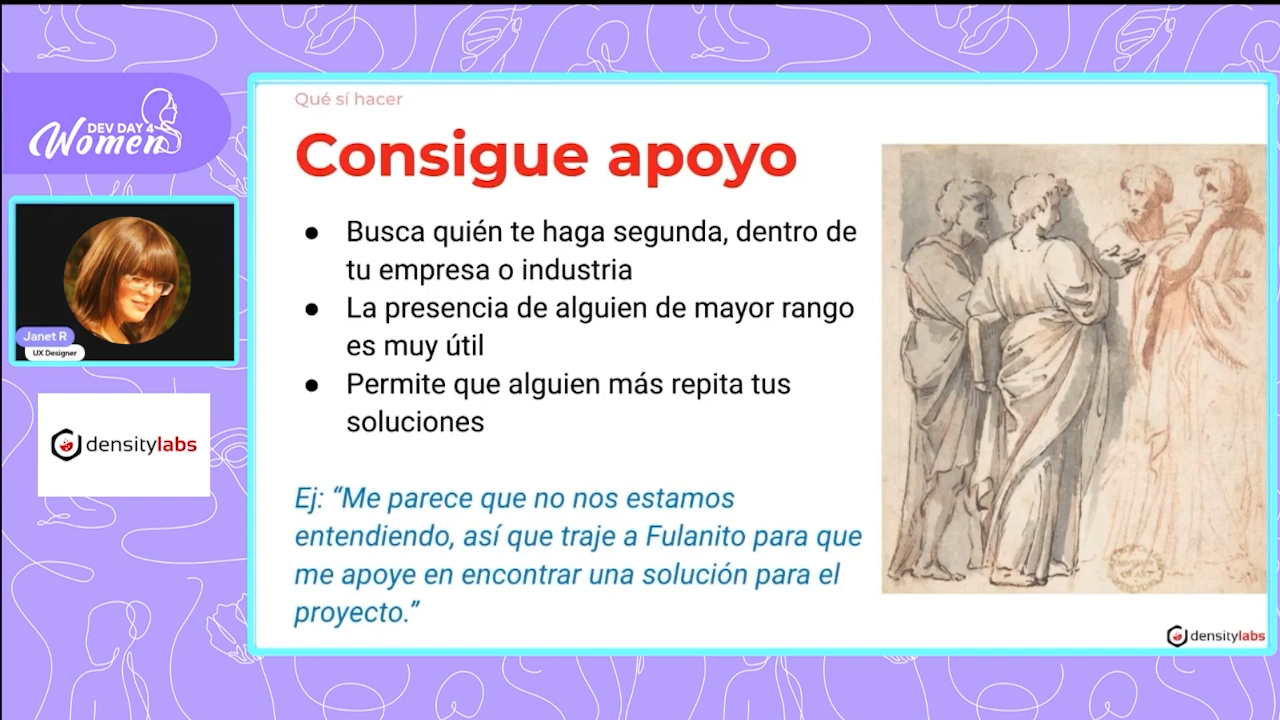 Qué sí hacer
DEV DAY 4
Women
Consigue apoyo
● Busca quién te haga segunda, dentro de
tu empresa o industria
● La presencia de alguien de mayor rango
es muy útil
● Permite que alguien más repita tus
soluciones
Ej: “Me parece que no nos estamos
entendiendo, así que traje a Fulanito para que
me apoye en encontrar una solución para el
proyecto.”
Janet R
UX Designer
densitylabs
densitylabs